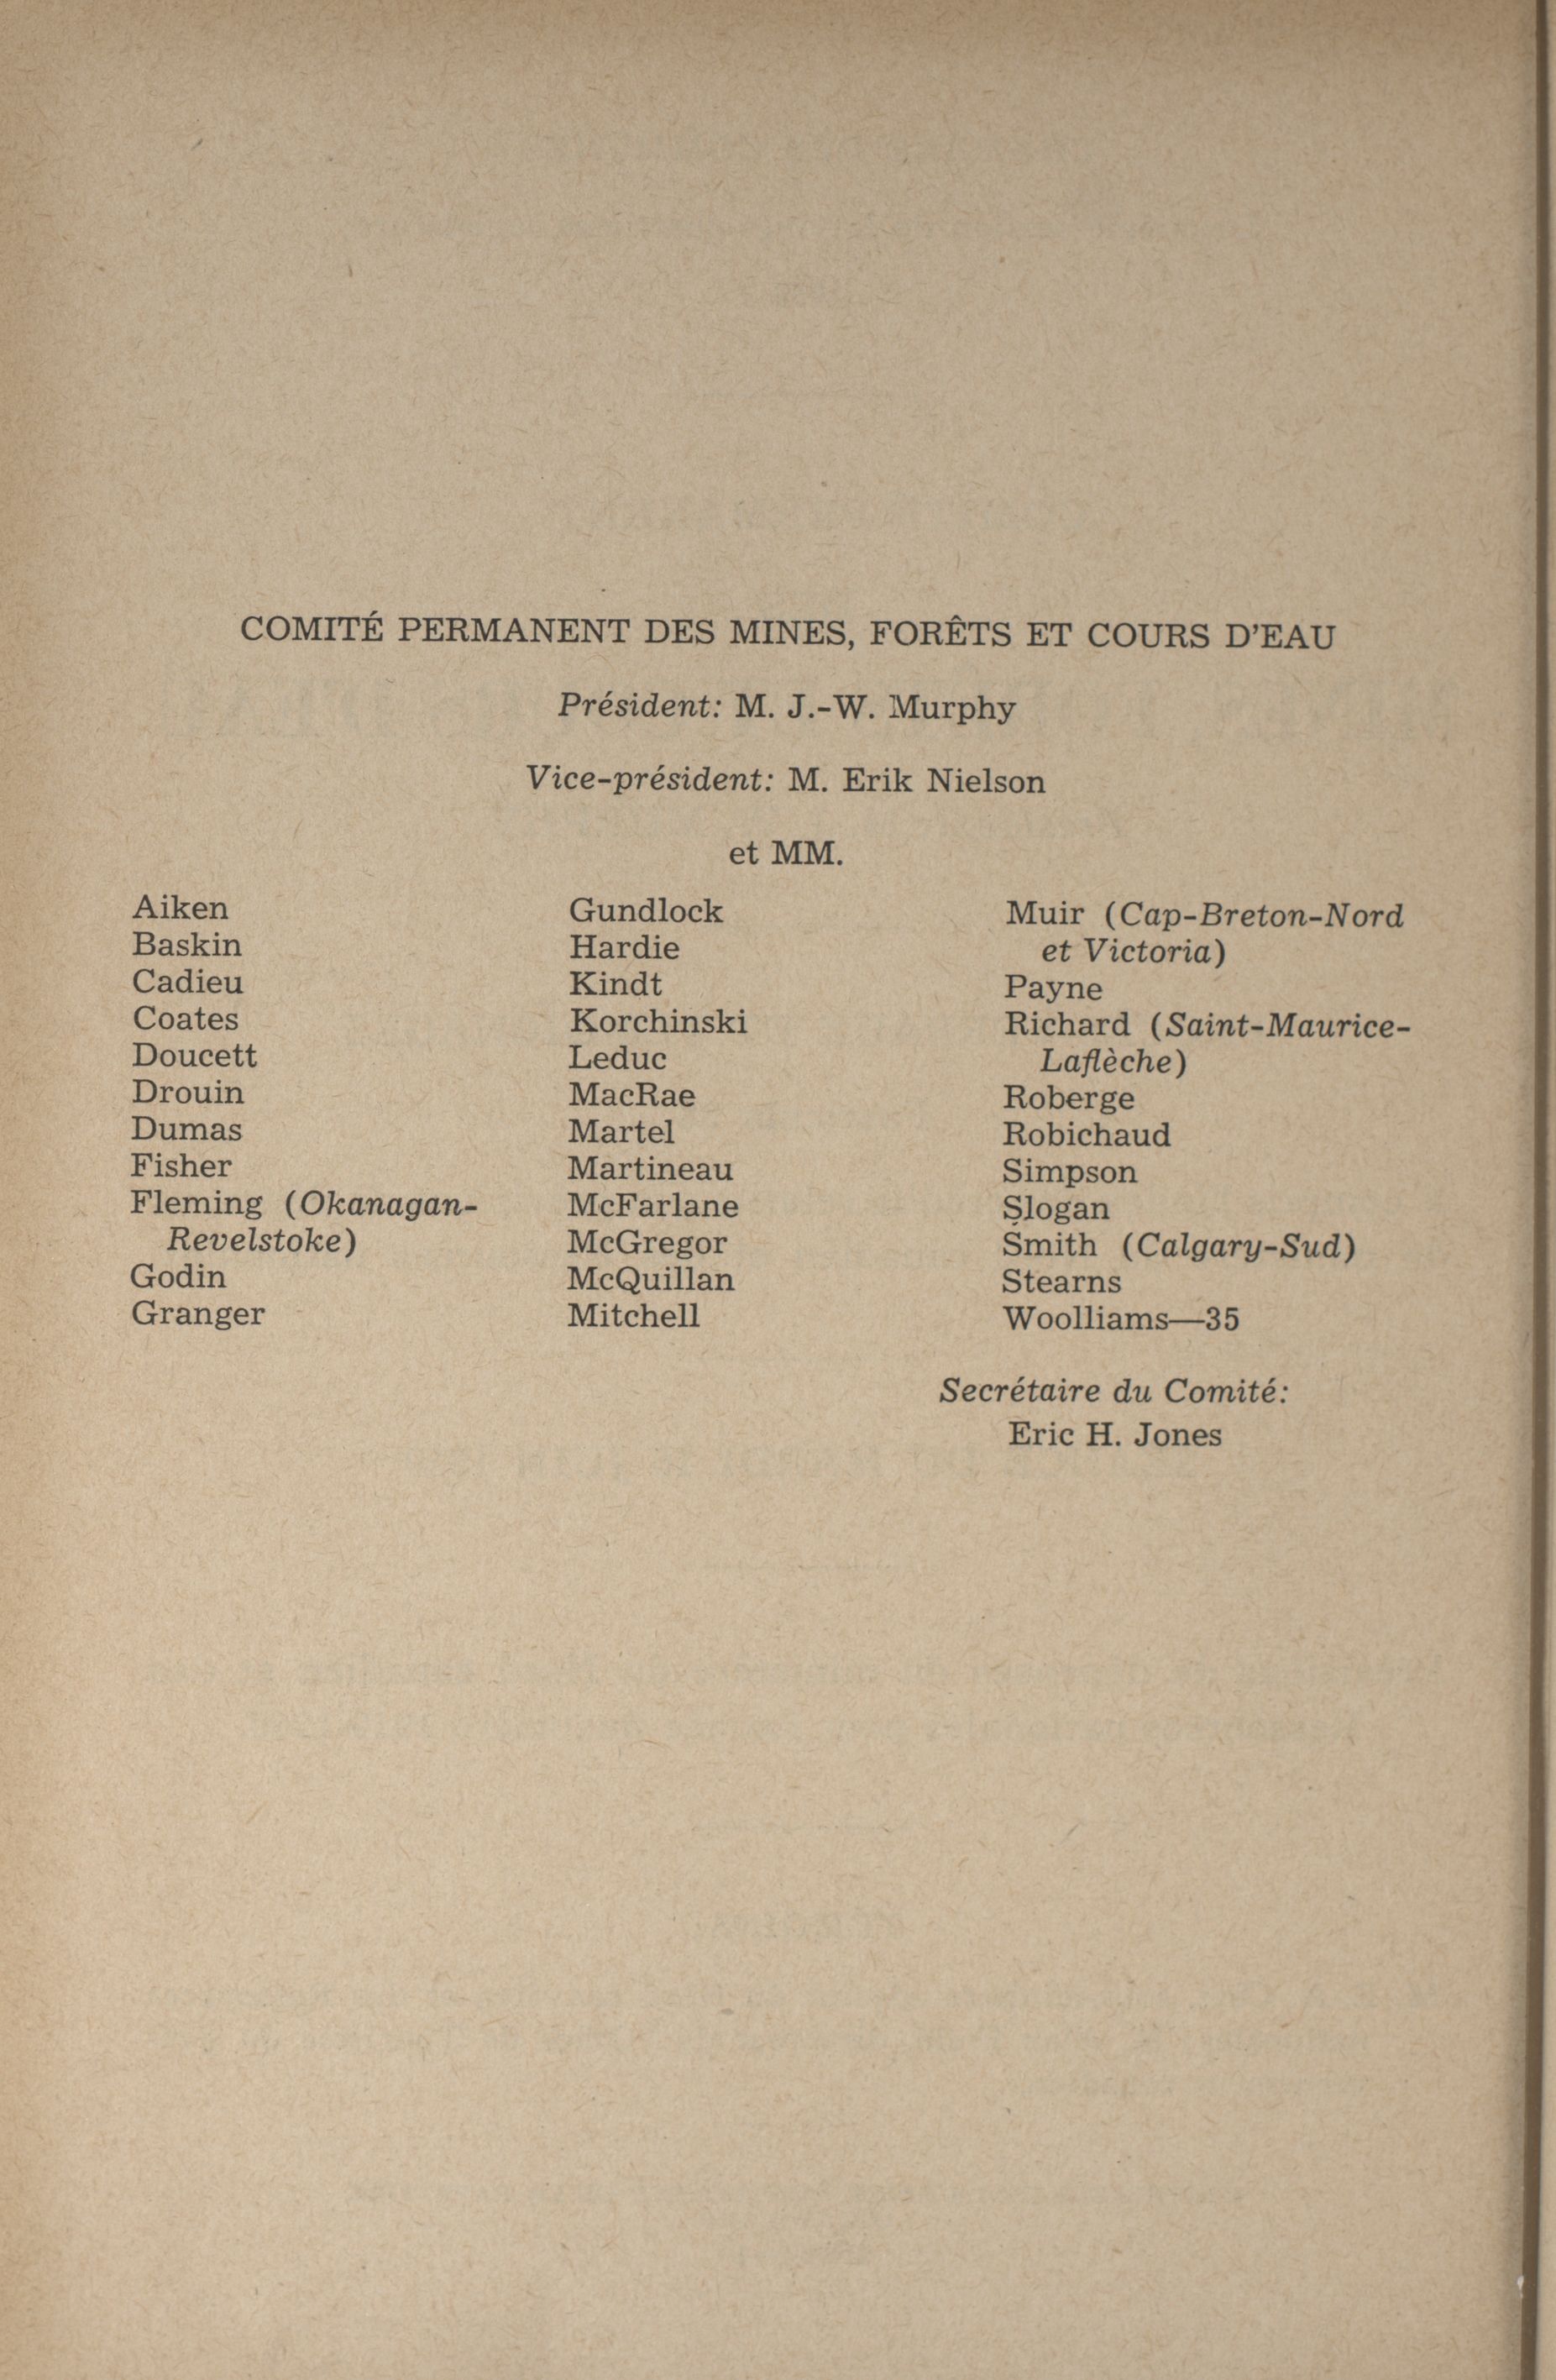 COMITÉ PERMANENT DES MINES, FORÊTS ET COURS D'EAU
Président: M. J.-W. Murphy
Vice-président: M. Erik Nielson
et MM.
Aiken
Baskin
Cadieu
Coates
Doucett
Drouin
Dumas
Fisher
Fleming (Okanagan-
Revelstoke)
Godin
Granger
Gundlock
Hardie
Kindt
Korchinski
Leduc
MacRae
Martel
Martineau
McFarlane
McGregor
McQuillan
Mitchell
Muir (Cap-Breton-Nord
et Victoria)
Payne
Richard (Saint-Maurice-
Laflèche)
Roberge
Robichaud
Simpson
Slogan
Smith (Calgary-Sud)
Stearns
Woolliams—35
Secrétaire du Comité:
Eric H. Jones